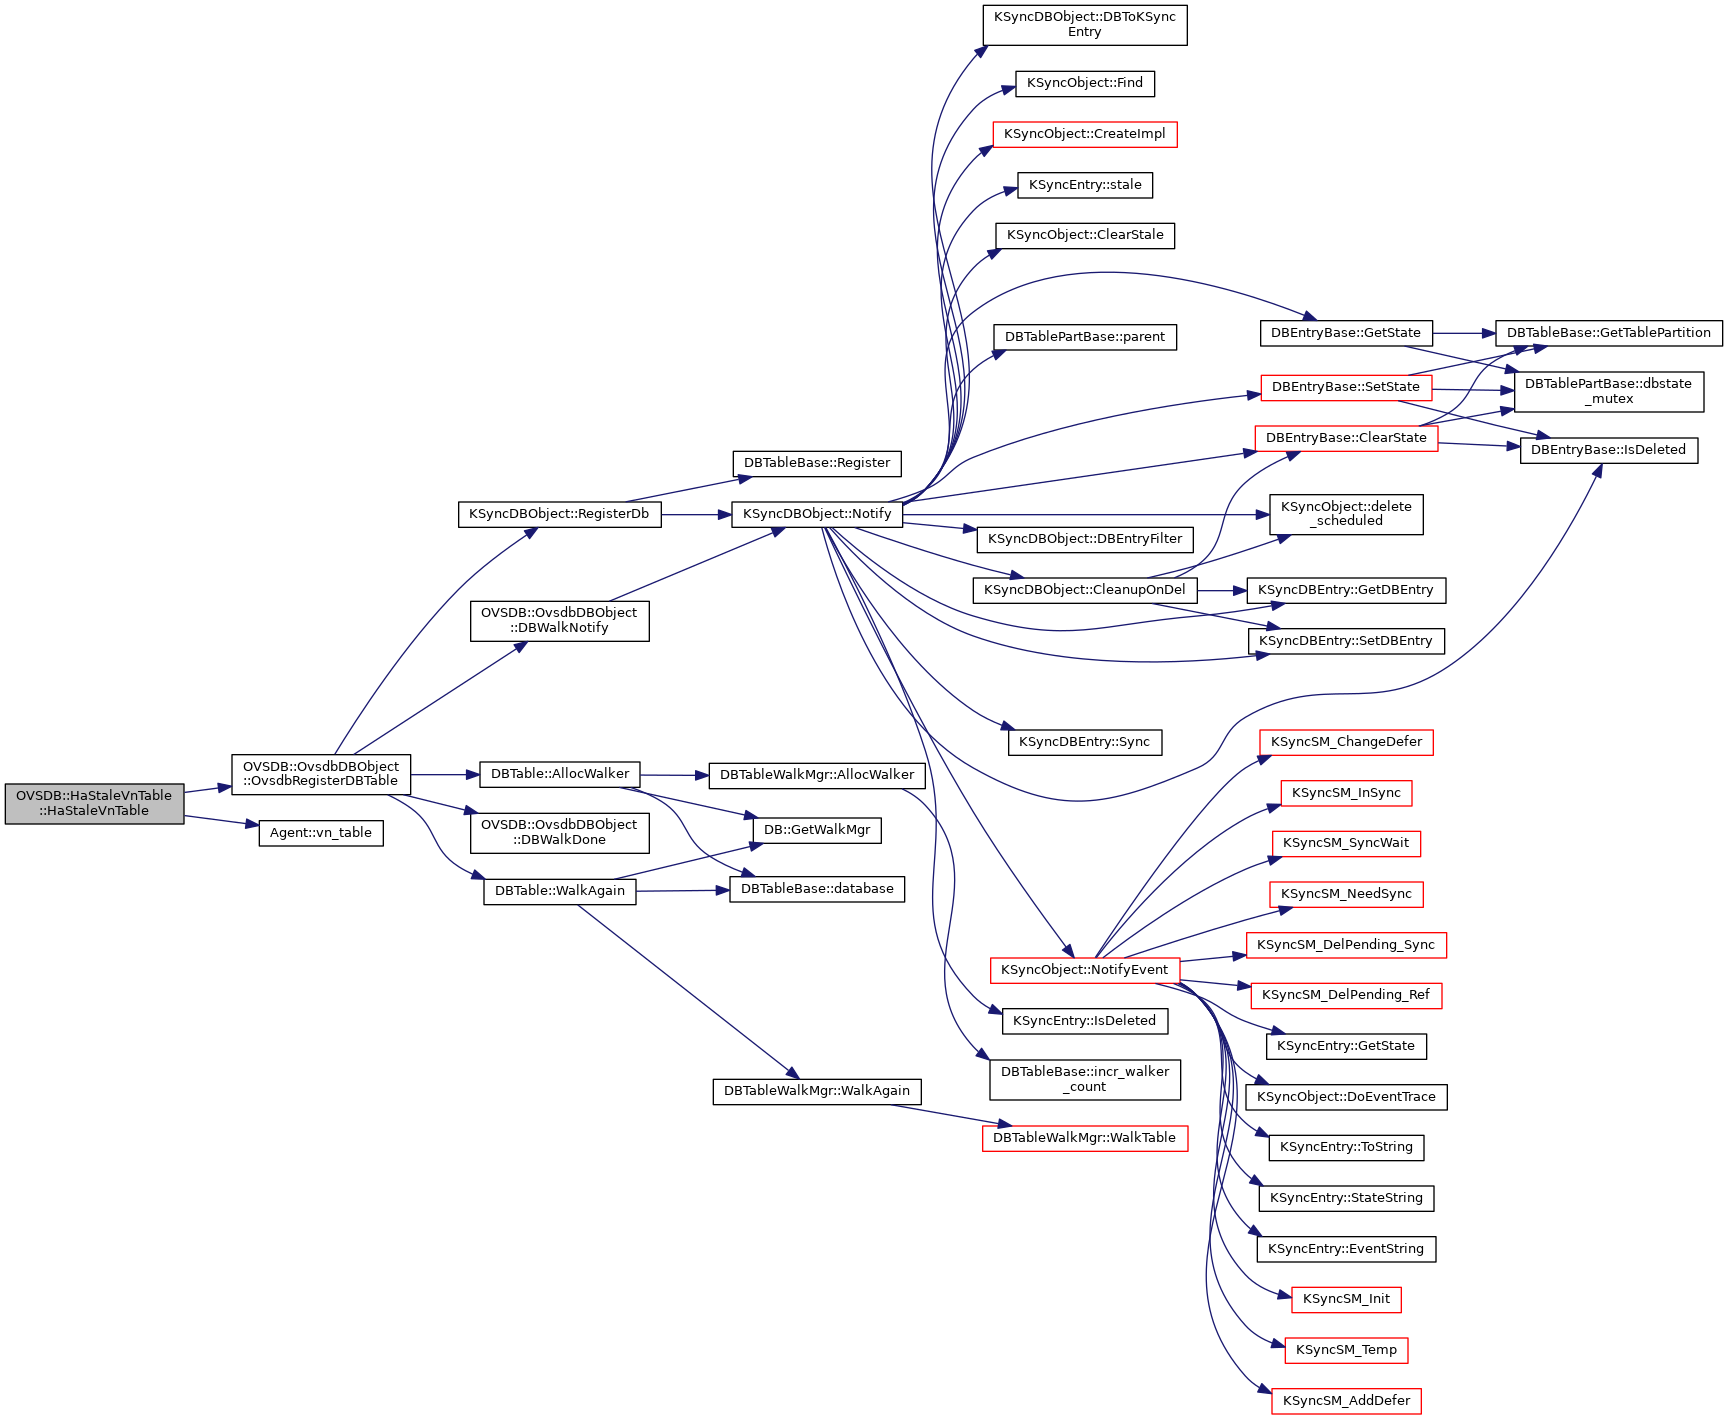 KSyncDBObject::DBToKSync
Entry
KSyncObject::Find
KSyncObject::CreateImpl
KSyncEntry::stale
KSyncObject::ClearStale
DBTablePartBase::parent
DBEntryBase::GetState
DBTableBase::GetTablePartition
DBEntryBase::SetState
DBTablePartBase::dbstate
_mutex
DBEntryBase::ClearState
DBEntryBase::IsDeleted
DBTableBase::Register
KSyncDBObject::RegisterDb
KSyncDBObject::Notify
KSyncObject::delete
_scheduled
KSyncDBObject::DBEntryFilter
KSyncDBObject::CleanupOnDel
KSyncDBEntry::GetDBEntry
OVSDB::OvsdbDBObject
::DBWalkNotify
KSyncDBEntry::SetDBEntry
KSyncDBEntry::Sync
KSyncSM_ChangeDefer
OVSDB::HaStaleVnTable
::HaStaleVnTable
OVSDB::OvsdbDBObject
::OvsdbRegisterDBTable
DBTable::AllocWalker
DBTableWalkMgr::AllocWalker
KSyncSM_InSync
Agent::vn_table
OVSDB::OvsdbDBObject
::DBWalkDone
DB::GetWalkMgr
KSyncSM_SyncWait
DBTable::WalkAgain
DBTableBase::database
KSyncSM_NeedSync
KSyncSM_DelPending_Sync
KSyncObject::NotifyEvent
KSyncSM_DelPending_Ref
KSyncEntry::IsDeleted
KSyncEntry::GetState
DBTableBase::incr_walker
_count
DBTableWalkMgr::WalkAgain
KSyncObject::DoEventTrace
DBTableWalkMgr::WalkTable
KSyncEntry::ToString
KSyncEntry::StateString
KSyncEntry::EventString
KSyncSM_Init
KSyncSM_Temp
KSyncSM_AddDefer